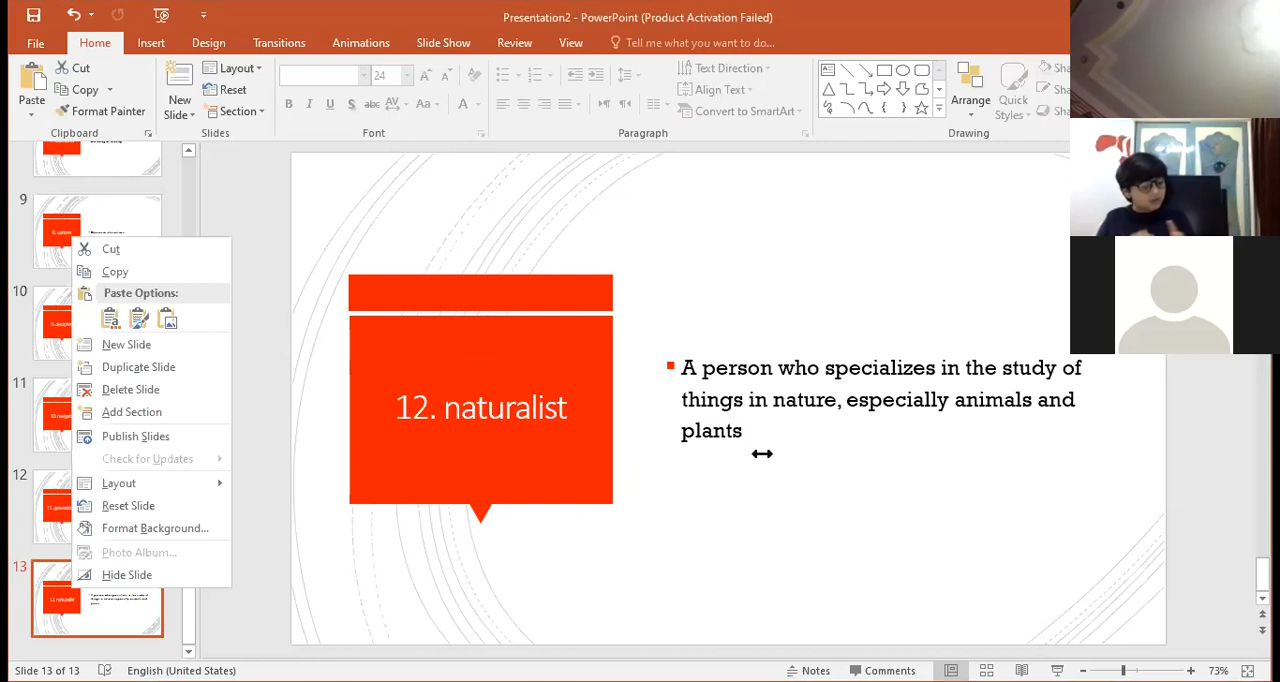 Presentation2 - PowerPoint (Product Activation Failed)
File Home Insert Design Transitions Animations Slide Show Review View Tell me what you want to do...
Paste
Cut
Copy
Format Painter
Clipboard
New Slide
Layout
Reset
Section
Slides
24
B I U S abc AV Aa A
Font
Text Direction
Align Text
Convert to SmartArt
Paragraph
Arrange
Quick Styles
Drawing
9
10
11
12
13
Cut
Copy
Paste Options:
New Slide
Duplicate Slide
Delete Slide
Add Section
Publish Slides
Check for Updates
Layout
Reset Slide
Format Background...
Photo Album...
Hide Slide
12. naturalist
A person who specializes in the study of
things in nature, especially animals and
plants
Slide 13 of 13 English (United States) Notes Comments 73%